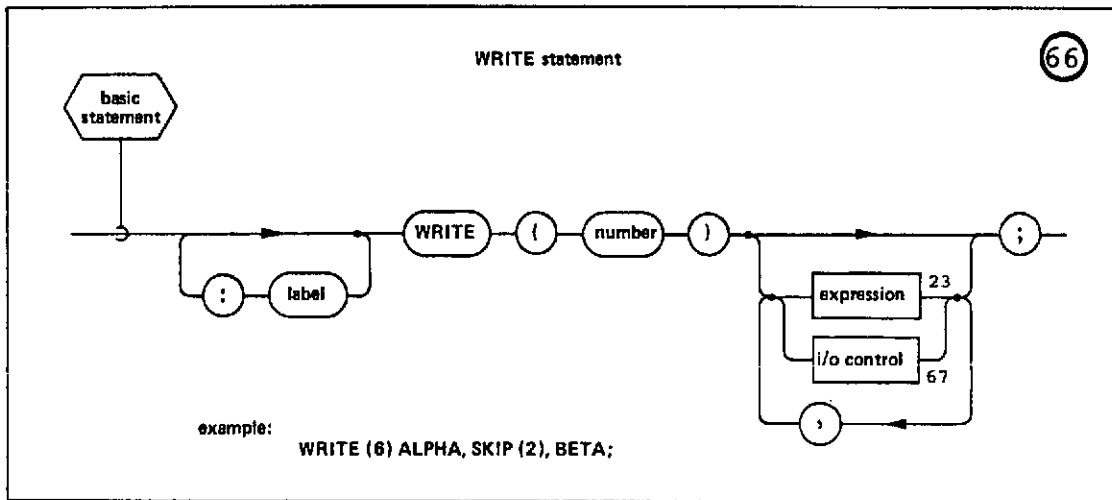 WRITE statement
66
basic
statement
WRITE ( number ) ;
: label
expression 23
i/o control 67
,
example:
WRITE (6) ALPHA, SKIP (2), BETA;